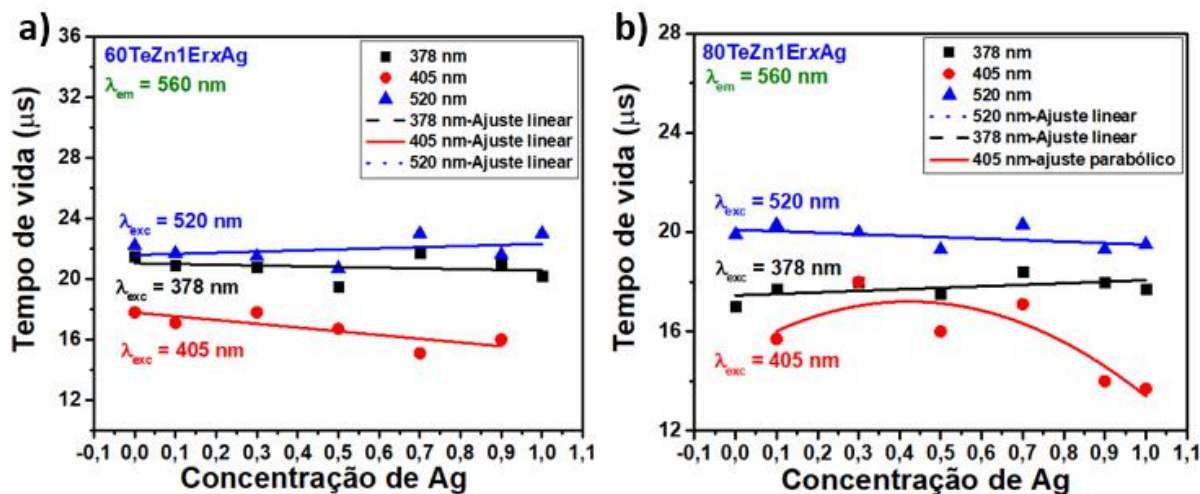 a)
60TeZn1ErxAg
λem = 560 nm
378 nm
405 nm
520 nm
378 nm-Ajuste linear
405 nm-Ajuste linear
520 nm-Ajuste linear
λexc = 520 nm
λexc = 378 nm
λexc = 405 nm
Tempo de vida (μs)
36
32
28
24
20
16
12
-0,1 0,0 0,1 0,2 0,3 0,4 0,5 0,6 0,7 0,8 0,9 1,0 1,1
Concentração de Ag
b)
80TeZn1ErxAg
λem = 560 nm
378 nm
405 nm
520 nm
520 nm-Ajuste linear
378 nm-Ajuste linear
405 nm-ajuste parabólico
λexc = 520 nm
λexc = 378 nm
λexc = 405 nm
Tempo de vida (μs)
28
24
20
16
12
-0,1 0,0 0,1 0,2 0,3 0,4 0,5 0,6 0,7 0,8 0,9 1,0 1,1
Concentração de Ag